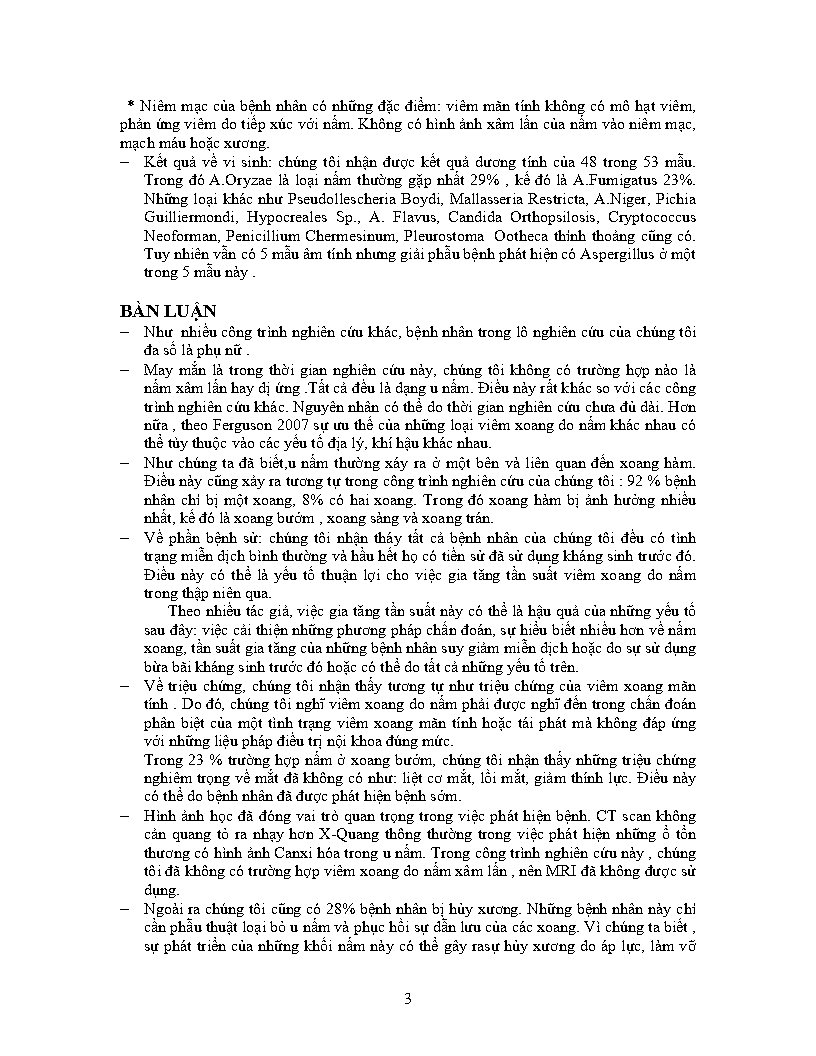 * Niêm mạc của bệnh nhân có những đặc điểm: viêm mãn tính không có mô hạt viêm,
phản ứng viêm do tiếp xúc với nấm. Không có hình ảnh xâm lấn của nấm vào niêm mạc,
mạch máu hoặc xương.
– Kết quả về vi sinh: chúng tôi nhận được kết quả dương tính của 48 trong 53 mẫu.
Trong đó A.Oryzae là loại nấm thường gặp nhất 29% , kế đó là A.Fumigatus 23%.
Những loại khác như Pseudollescheria Boydi, Mallasseria Restricta, A.Niger, Pichia
Guilliermondi, Hypocreales Sp., A. Flavus, Candida Orthopsilosis, Cryptococcus
Neoforman, Penicillium Chermesinum, Pleurostoma Ootheca thỉnh thoảng cũng có.
Tuy nhiên vẫn có 5 mẫu âm tính nhưng giải phẫu bệnh phát hiện có Aspergillus ở một
trong 5 mẫu này .
BÀN LUẬN
– Như nhiều công trình nghiên cứu khác, bệnh nhân trong lô nghiên cứu của chúng tôi
đa số là phụ nữ .
– May mắn là trong thời gian nghiên cứu này, chúng tôi không có trường hợp nào là
nấm xâm lấn hay dị ứng .Tất cả đều là dạng u nấm. Điều này rất khác so với các công
trình nghiên cứu khác. Nguyên nhân có thể do thời gian nghiên cứu chưa đủ dài. Hơn
nữa , theo Ferguson 2007 sự ưu thế của những loại viêm xoang do nấm khác nhau có
thể tùy thuộc vào các yếu tố địa lý, khí hậu khác nhau.
– Như chúng ta đã biết,u nấm thường xáy ra ở một bên và liên quan đến xoang hàm.
Điều này cũng xảy ra tương tự trong công trình nghiên cứu của chúng tôi : 92 % bệnh
nhân chỉ bị một xoang, 8% có hai xoang. Trong đó xoang hàm bị ảnh hưởng nhiều
nhất, kế đó là xoang bướm , xoang sàng và xoang trán.
– Về phần bệnh sử: chúng tôi nhận tháy tất cả bệnh nhân của chúng tôi đều có tình
trạng miễn dịch bình thường và hầu hết họ có tiền sử đã sử dụng kháng sinh trước đó.
Điều này có thể là yếu tố thuận lợi cho việc gia tăng tần suất viêm xoang do nấm
trong thập niên qua.
Theo nhiều tác giả, việc gia tăng tần suất này có thể là hậu quả của những yếu tố
sau đây: việc cải thiện những phương pháp chẩn đoán, sự hiểu biết nhiều hơn về nấm
xoang, tần suất gia tăng của những bệnh nhân suy giảm miễn dịch hoặc do sự sử dụng
bừa bãi kháng sinh trước đó hoặc có thể do tất cả những yếu tố trên.
– Về triệu chứng, chúng tôi nhận thấy tương tự như triệu chứng của viêm xoang mãn
tính . Do đó, chúng tôi nghĩ viêm xoang do nấm phải được nghĩ đến trong chẩn đoán
phân biệt của một tình trạng viêm xoang mãn tính hoặc tái phát mà không đáp ứng
với những liệu pháp điều trị nội khoa đúng mức.
Trong 23 % trường hợp nấm ở xoang bướm, chúng tôi nhận thấy những triệu chứng
nghiêm trọng về mắt đã không có như: liệt cơ mắt, lồi mắt, giảm thính lực. Điều này
có thể do bệnh nhân đã được phát hiện bệnh sớm.
– Hình ảnh học đã đóng vai trò quan trọng trong việc phát hiện bệnh. CT scan không
cản quang tỏ ra nhạy hơn X-Quang thông thường trong việc phát hiện những ổ tổn
thương có hình ảnh Canxi hóa trong u nấm. Trong công trình nghiên cứu này , chúng
tôi đã không có trường hợp viêm xoang do nấm xâm lấn , nên MRI đã không được sử
dụng.
– Ngoài ra chúng tôi cũng có 28% bệnh nhân bị hủy xương. Những bệnh nhân này chỉ
cần phẫu thuật loại bỏ u nấm và phục hồi sự dẫn lưu của các xoang. Vì chúng ta biết ,
sự phát triển của những khối nấm này có thể gây rasự hủy xương do áp lực, làm vỡ
3